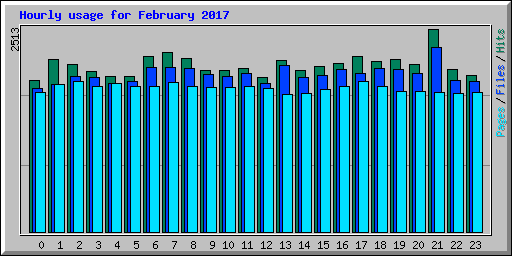 Hourly usage for February 2017
2513
Pages / Files / Hits
0 1 2 3 4 5 6 7 8 9 10 11 12 13 14 15 16 17 18 19 20 21 22 23